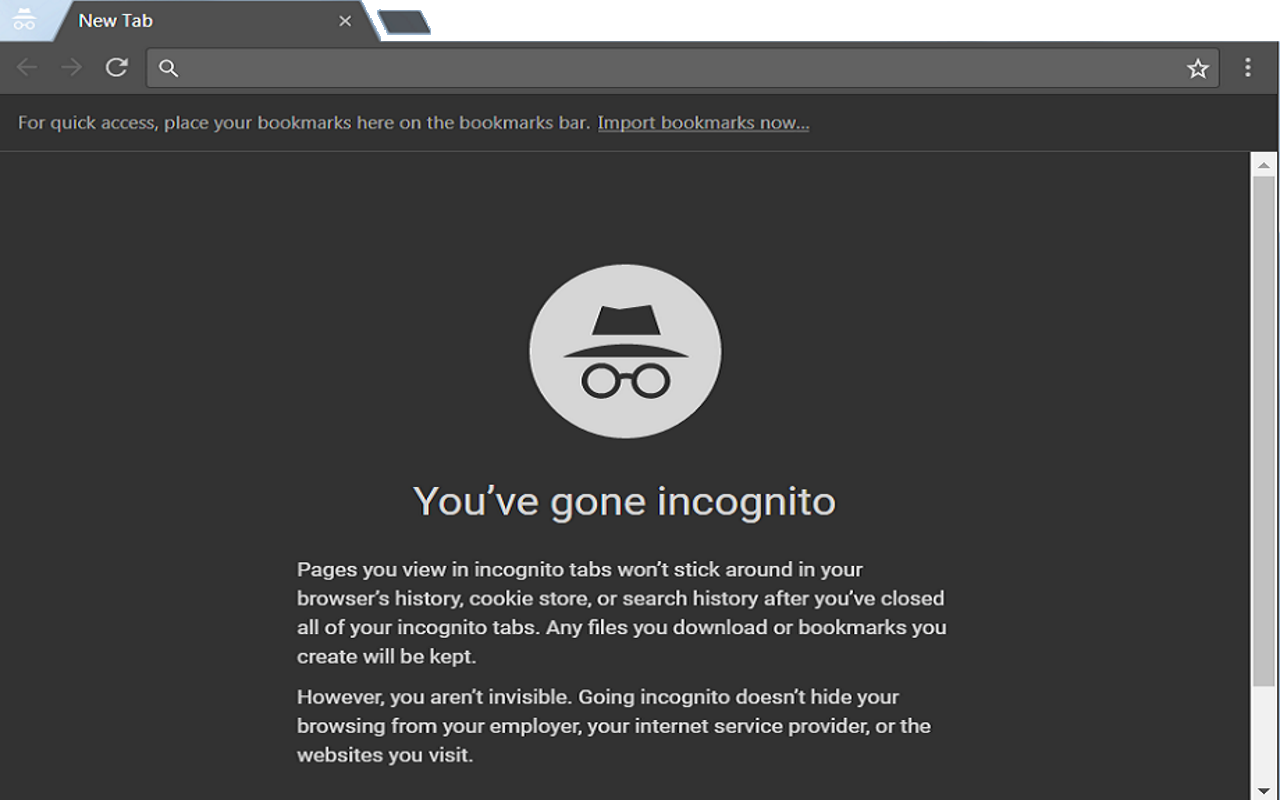 New Tab
For quick access, place your bookmarks here on the bookmarks bar. Import bookmarks now...
You’ve gone incognito
Pages you view in incognito tabs won’t stick around in your
browser’s history, cookie store, or search history after you’ve closed
all of your incognito tabs. Any files you download or bookmarks you
create will be kept.
However, you aren’t invisible. Going incognito doesn’t hide your
browsing from your employer, your internet service provider, or the
websites you visit.